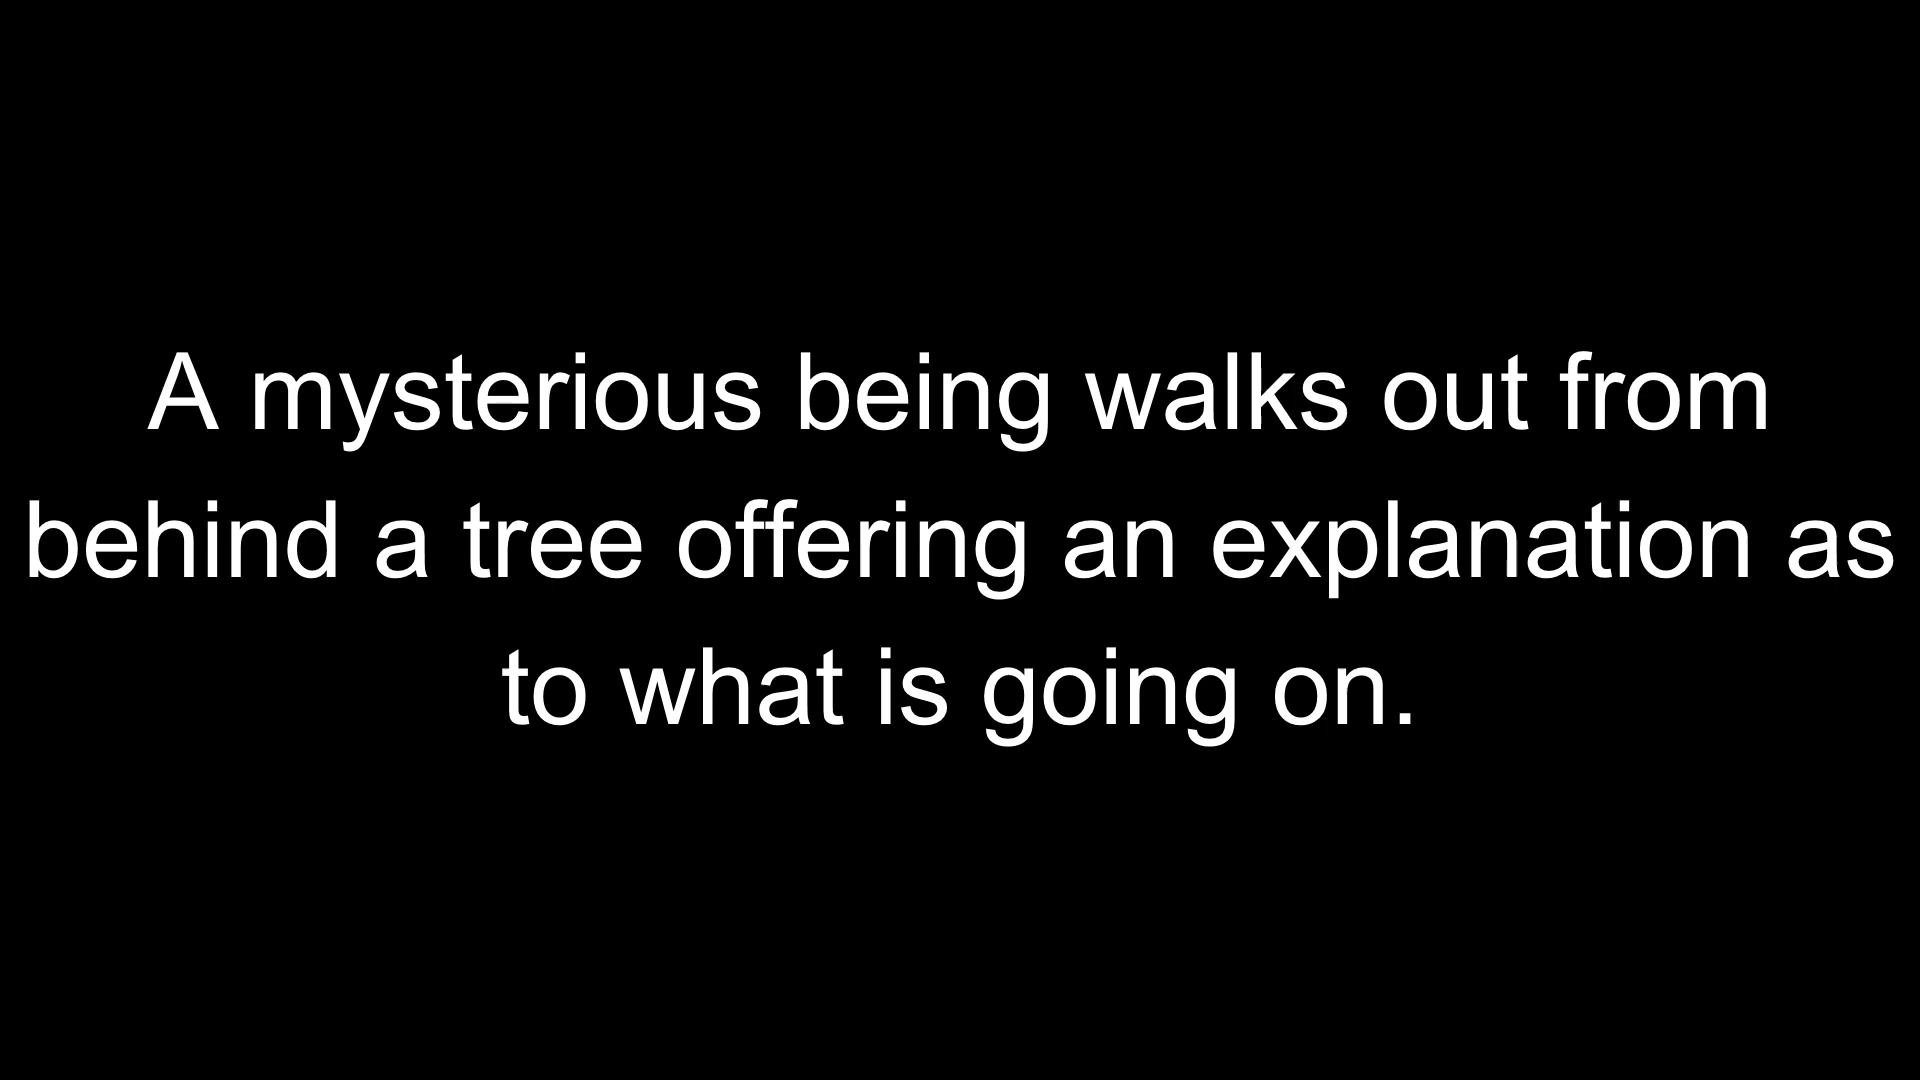 A mysterious being walks out from
behind a tree offering an explanation as
to what is going on.